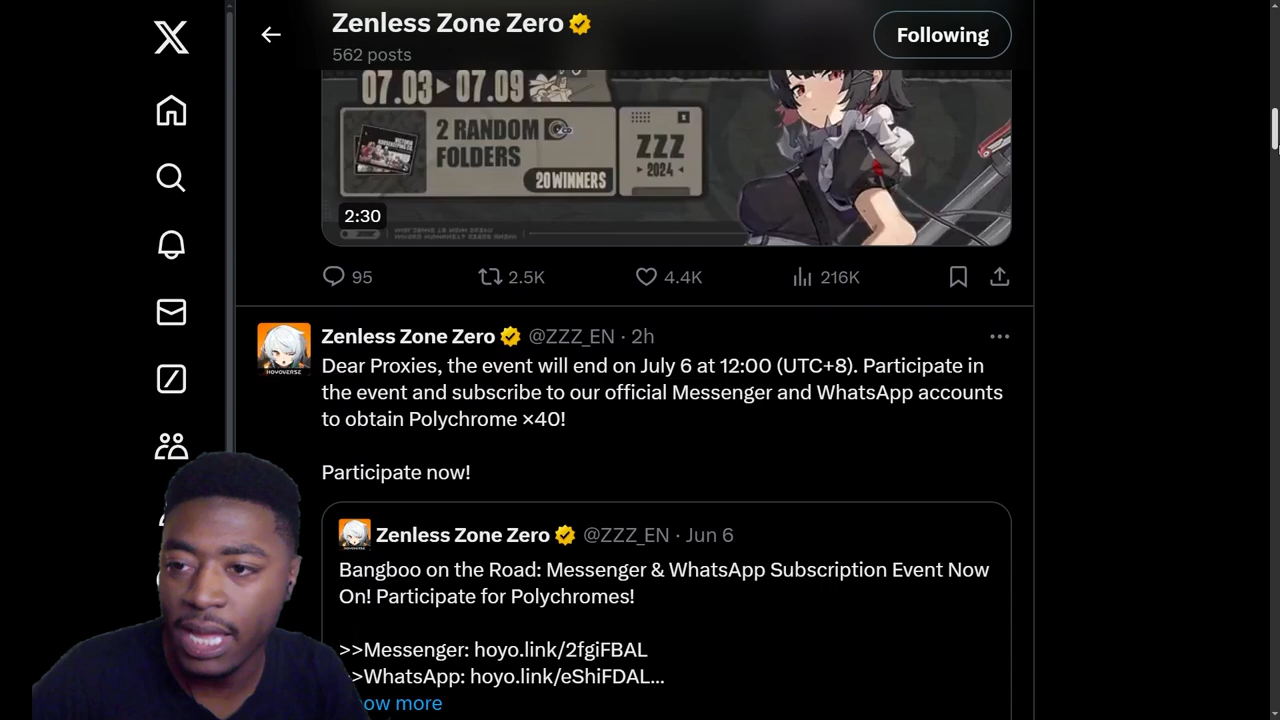 Zenless Zone Zero
562 posts
Following
07.03 ▸ 07.09
2 RANDOM
FOLDERS
20 WINNERS
ZZZ
▸ 2024 ◂
2:30
95
2.5K
4.4K
216K
Zenless Zone Zero @ZZZ_EN · 2h
Dear Proxies, the event will end on July 6 at 12:00 (UTC+8). Participate in
the event and subscribe to our official Messenger and WhatsApp accounts
to obtain Polychrome ×40!
Participate now!
HOYOVERSE
Zenless Zone Zero @ZZZ_EN · Jun 6
Bangboo on the Road: Messenger & WhatsApp Subscription Event Now
On! Participate for Polychromes!
>>Messenger: hoyo.link/2fgiFBAL
>WhatsApp: hoyo.link/eShiFDAL...
ow more